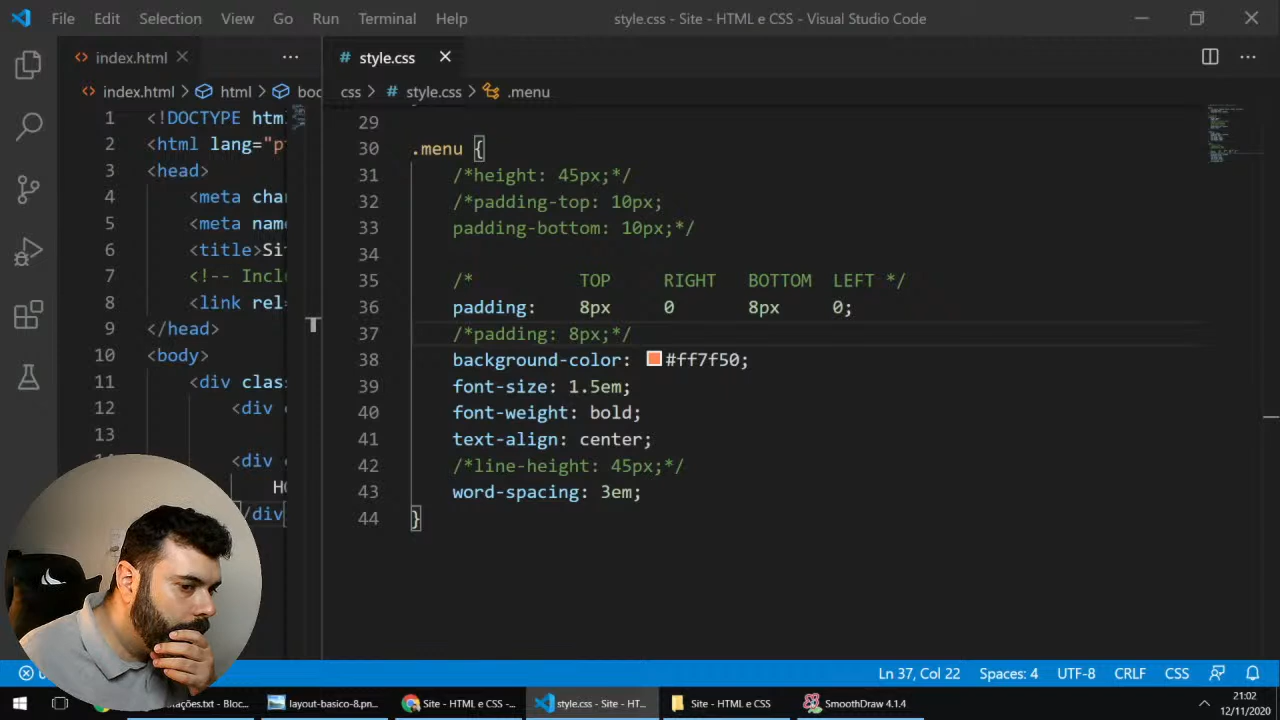 File Edit Selection View Go Run Terminal Help style.css - Site - HTML e CSS - Visual Studio Code
index.html
style.css
index.html > html >
css > style.css > .menu
1 <!DOCTYPE
2 <html lang="
3 <head>
4 <meta
5 <meta
6 <title>
7 <!--
8 <link rel=
9 </head>
10 <body>
11 <div
12 <div
13
<div
/div
29
30 .menu {
31 /*height: 45px;*/
32 /*padding-top: 10px;
33 padding-bottom: 10px;*/
34
35 /* TOP RIGHT BOTTOM LEFT */
36 padding: 8px 0 8px 0;
37 /*padding: 8px;*/
38 background-color: #ff7f50;
39 font-size: 1.5em;
40 font-weight: bold;
41 text-align: center;
42 /*line-height: 45px;*/
43 word-spacing: 3em;
44 }
Ln 37, Col 22 Spaces: 4 UTF-8 CRLF CSS
tações.txt - Bloc... layout-basico-8.pn... Site - HTML e CSS -... style.css - Site - HT... Site - HTML e CSS SmoothDraw 4.1.4
21:02
12/11/2020